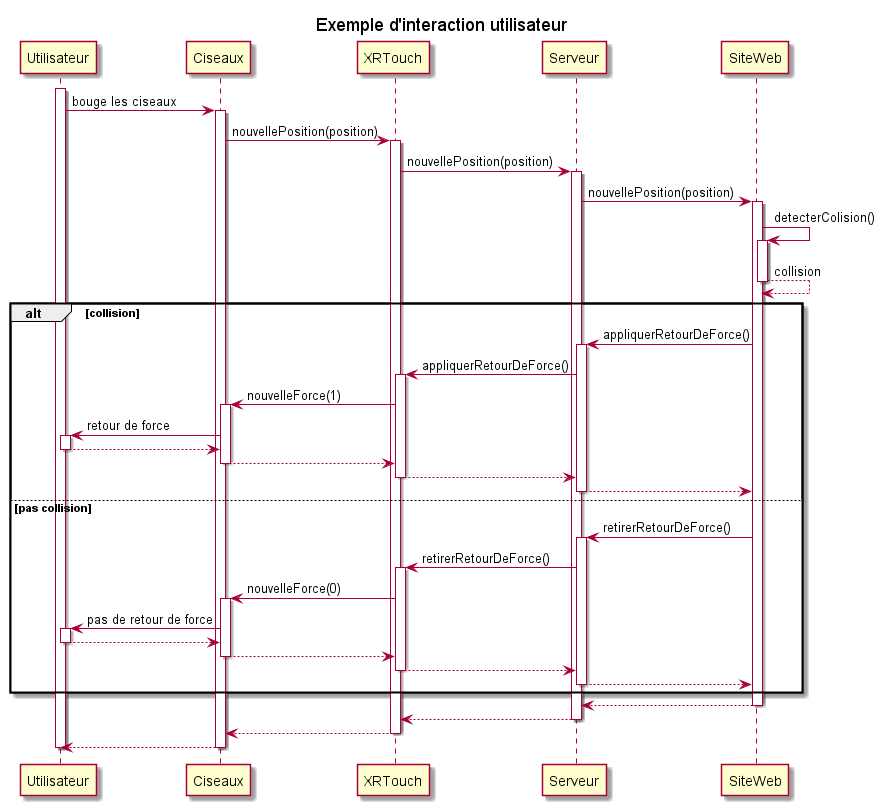 Exemple d'interaction utilisateur
Utilisateur
Ciseaux
XRTouch
Serveur
SiteWeb
bouge les ciseaux
nouvellePosition(position)
nouvellePosition(position)
nouvellePosition(position)
detecterColision()
collision
alt
[collision]
appliquerRetourDeForce()
appliquerRetourDeForce()
nouvelleForce(1)
retour de force
[pas collision]
retirerRetourDeForce()
retirerRetourDeForce()
nouvelleForce(0)
pas de retour de force
Utilisateur
Ciseaux
XRTouch
Serveur
SiteWeb